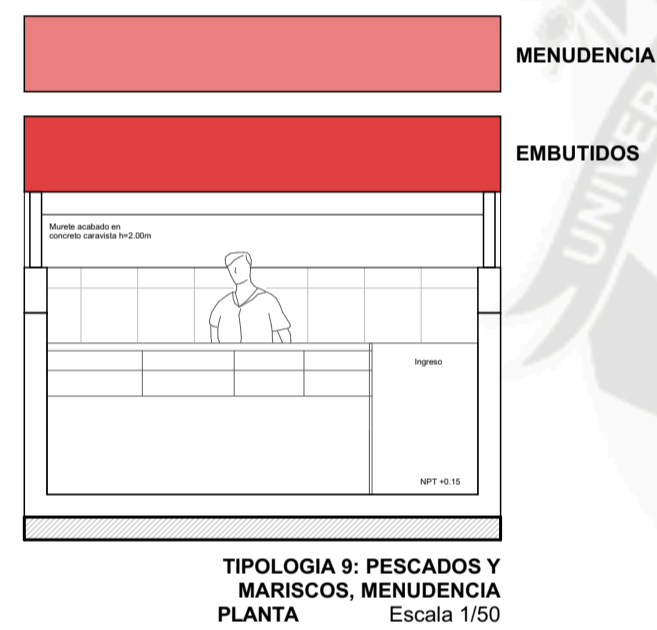 MENUDENCIA
EMBUTIDOS
Murete acabado en
concreto caravista h=2.00m
Ingreso
NPT +0.15
TIPOLOGIA 9: PESCADOS Y
MARISCOS, MENUDENCIA
PLANTA Escala 1/50